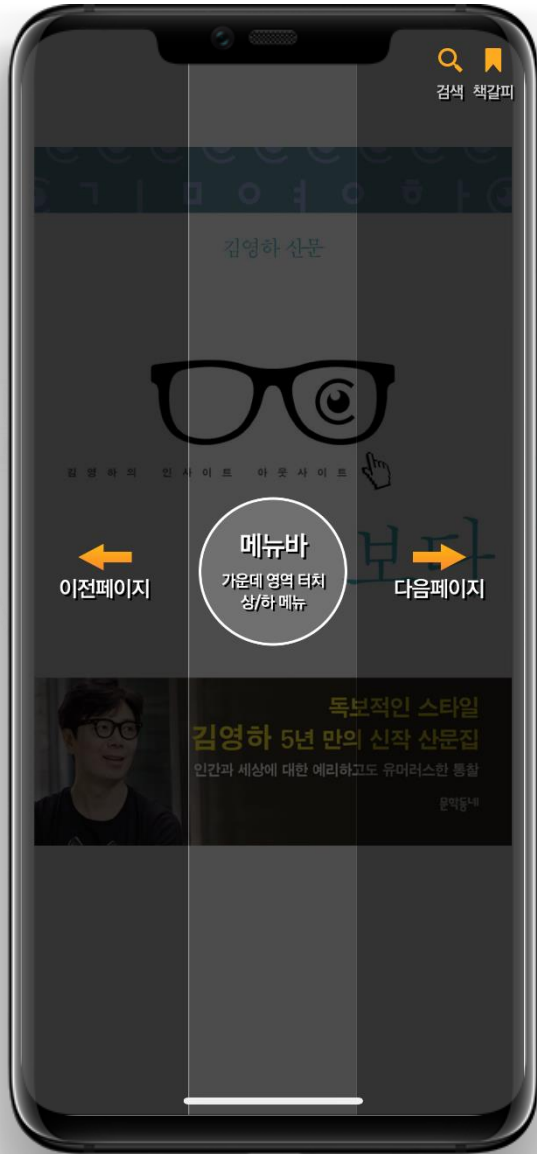 검색 책갈피
김영하 산문
김영하의 인사이트 아웃사이트
보다
메뉴바
가운데 영역 터치
상/하 메뉴
이전페이지
다음페이지
독보적인 스타일
김영하 5년 만의 신작 산문집
인간과 세상에 대한 예리하고도 유머러스한 통찰
문학동네